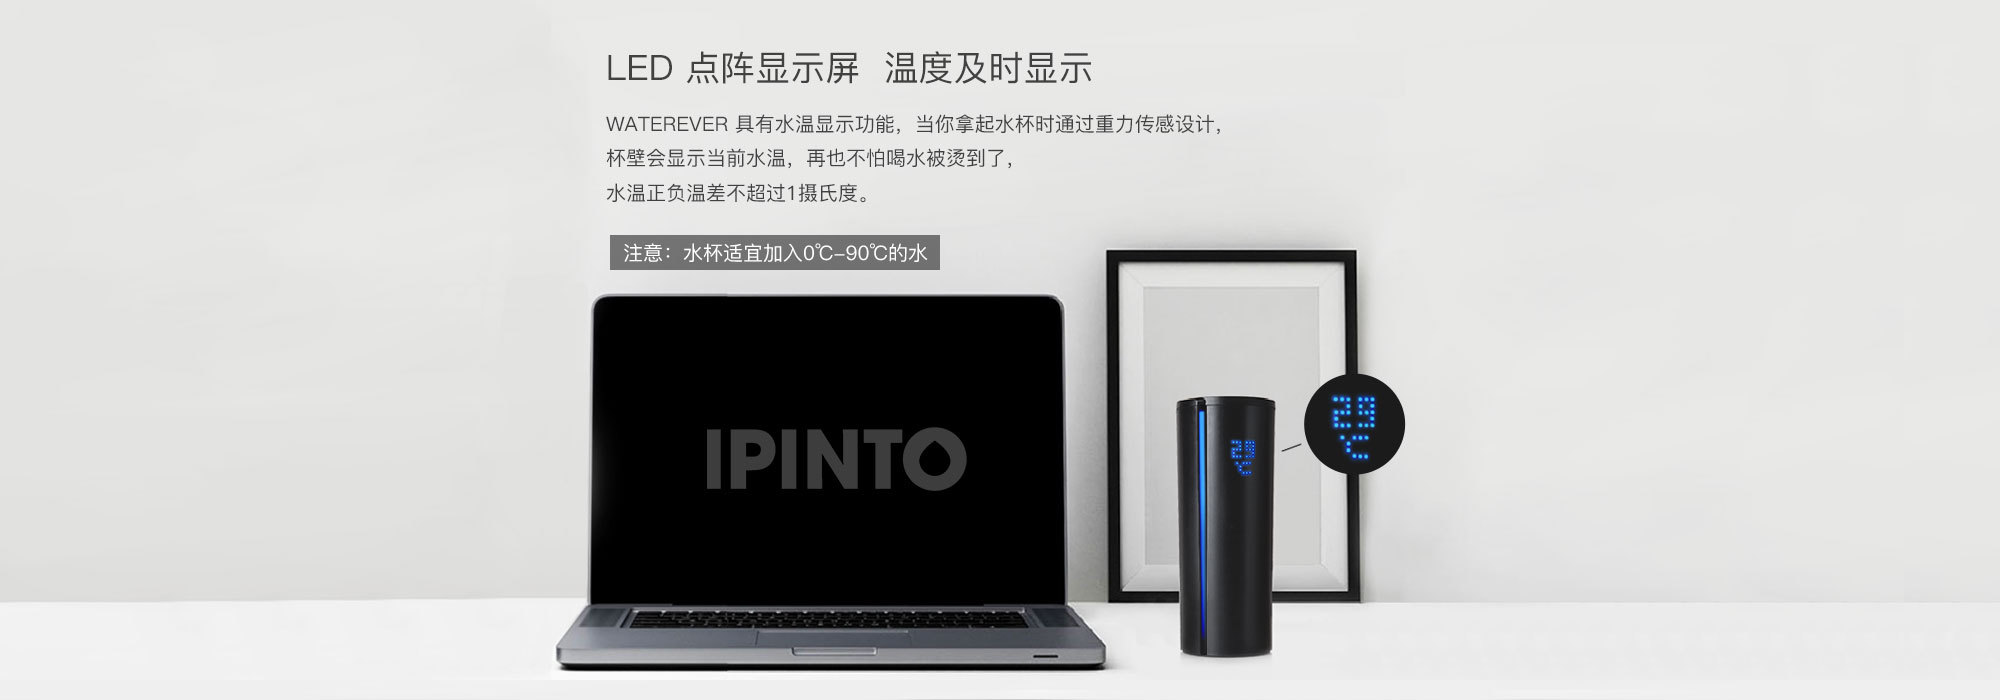 LED 点阵显示屏 温度及时显示
WATEREVER 具有水温显示功能，当你拿起水杯时通过重力传感设计，
杯壁会显示当前水温，再也不怕喝水被烫到了，
水温正负温差不超过1摄氏度。
注意：水杯适宜加入0℃-90℃的水
IPINTO
29
℃
29
℃